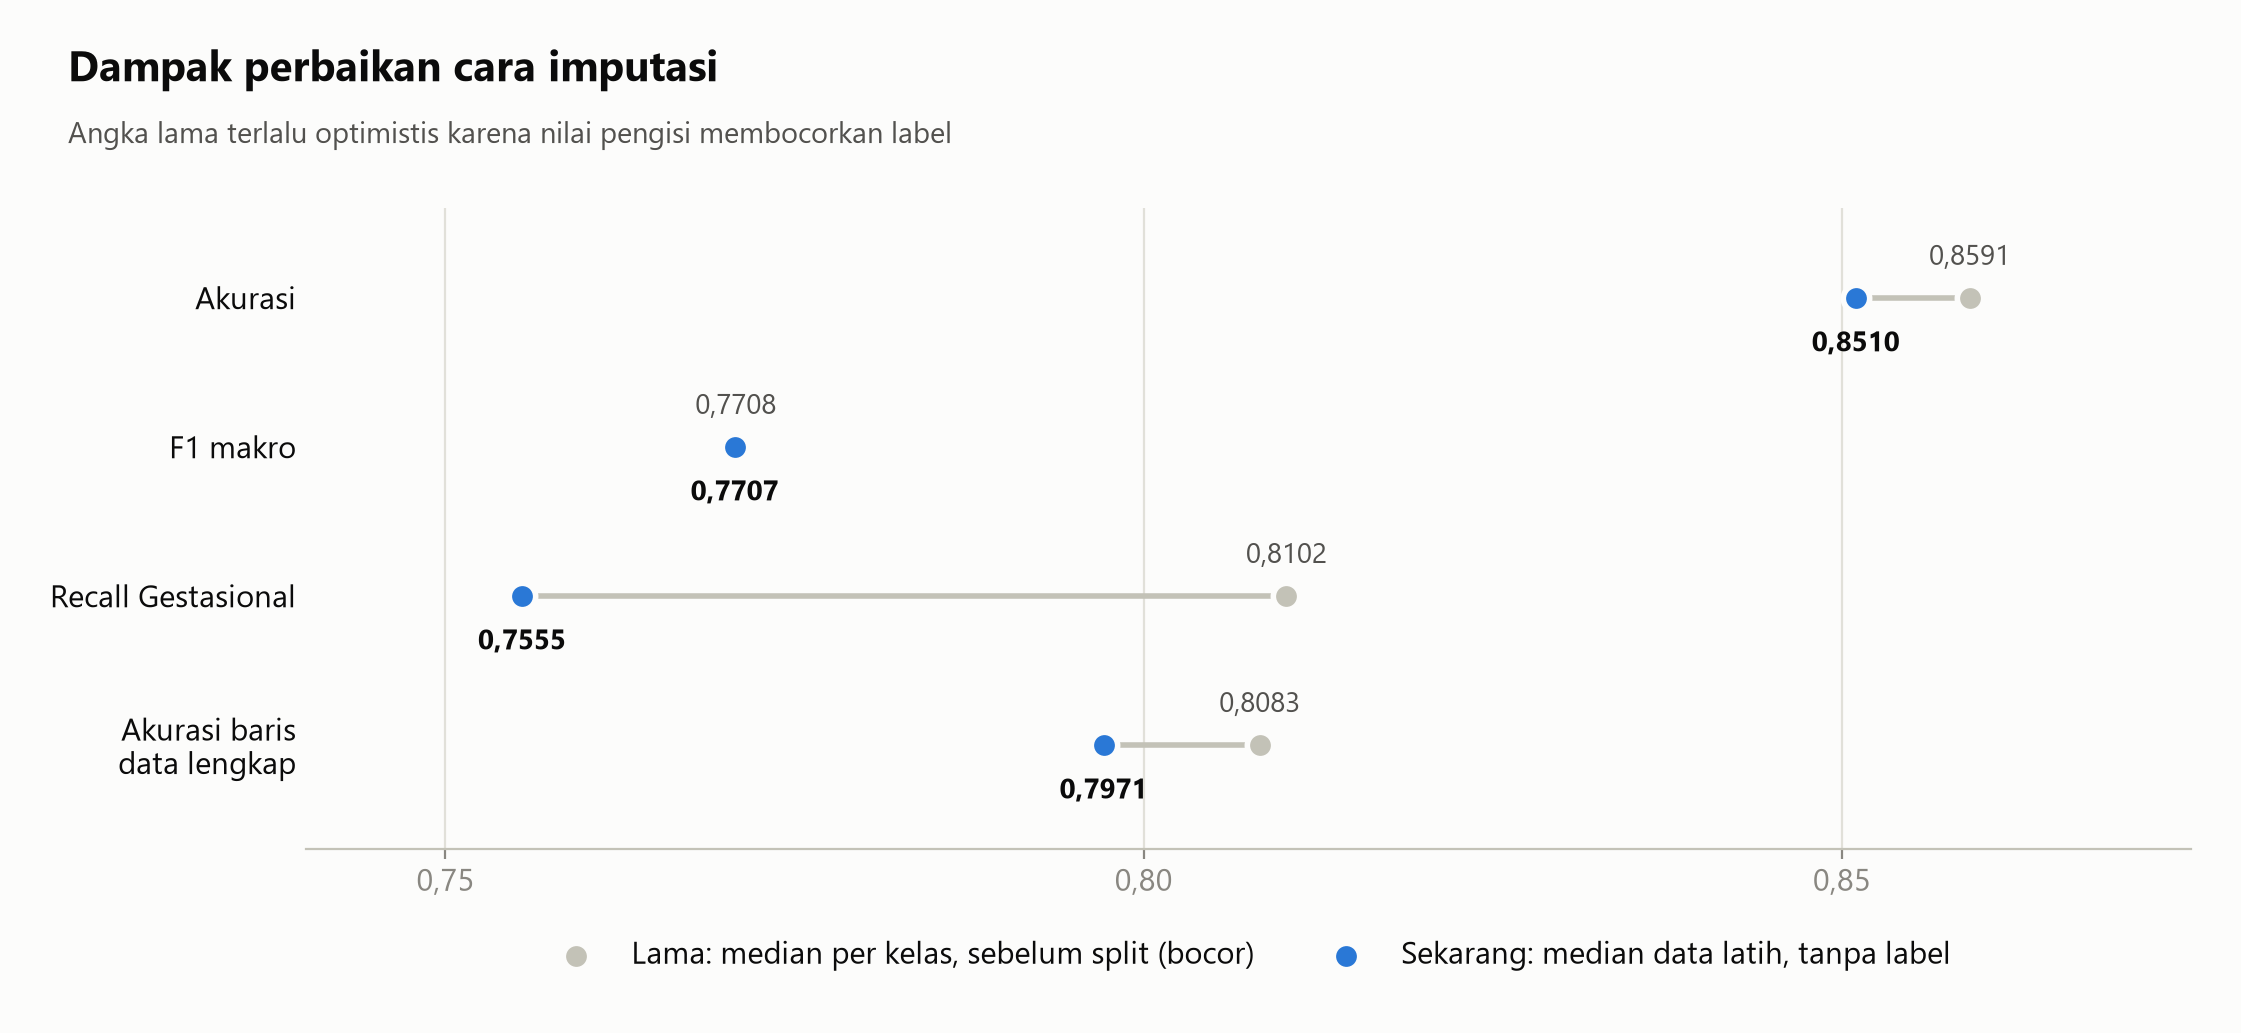 Dampak perbaikan cara imputasi
Angka lama terlalu optimistis karena nilai pengisi membocorkan label
Akurasi
0,8591
0,8510
F1 makro
0,7708
0,7707
Recall Gestasional
0,8102
0,7555
Akurasi baris
data lengkap
0,8083
0,7971
0,75
0,80
0,85
Lama: median per kelas, sebelum split (bocor)
Sekarang: median data latih, tanpa label